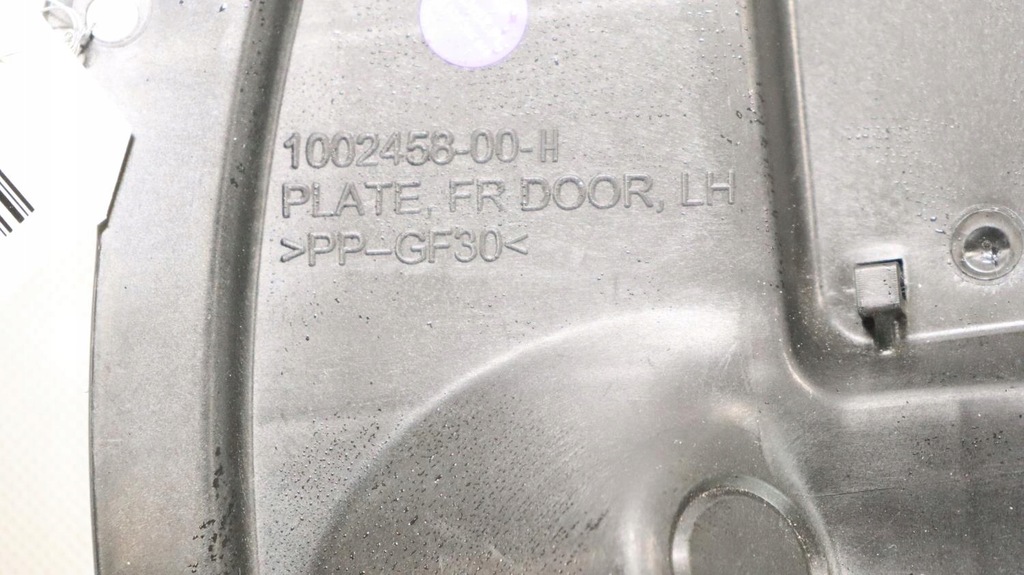 1002458-00-H
PLATE, FR DOOR, LH
>PP-GF30<